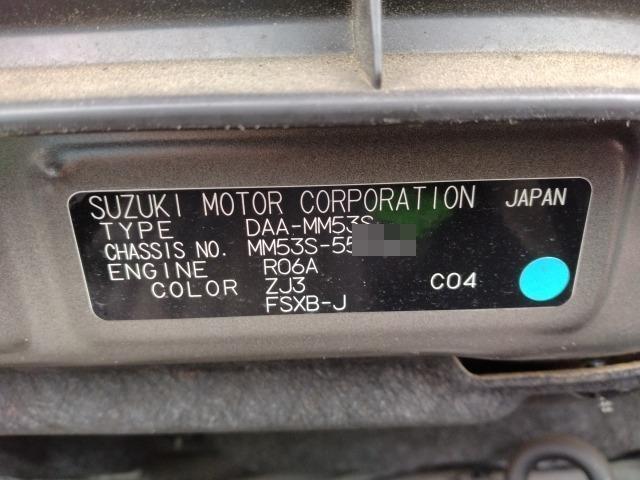 SUZUKI MOTOR CORPORATION JAPAN
TYPE DAA-MM53S
CHASSIS NO. MM53S-55
ENGINE R06A
COLOR ZJ3 C04
FSXB-J